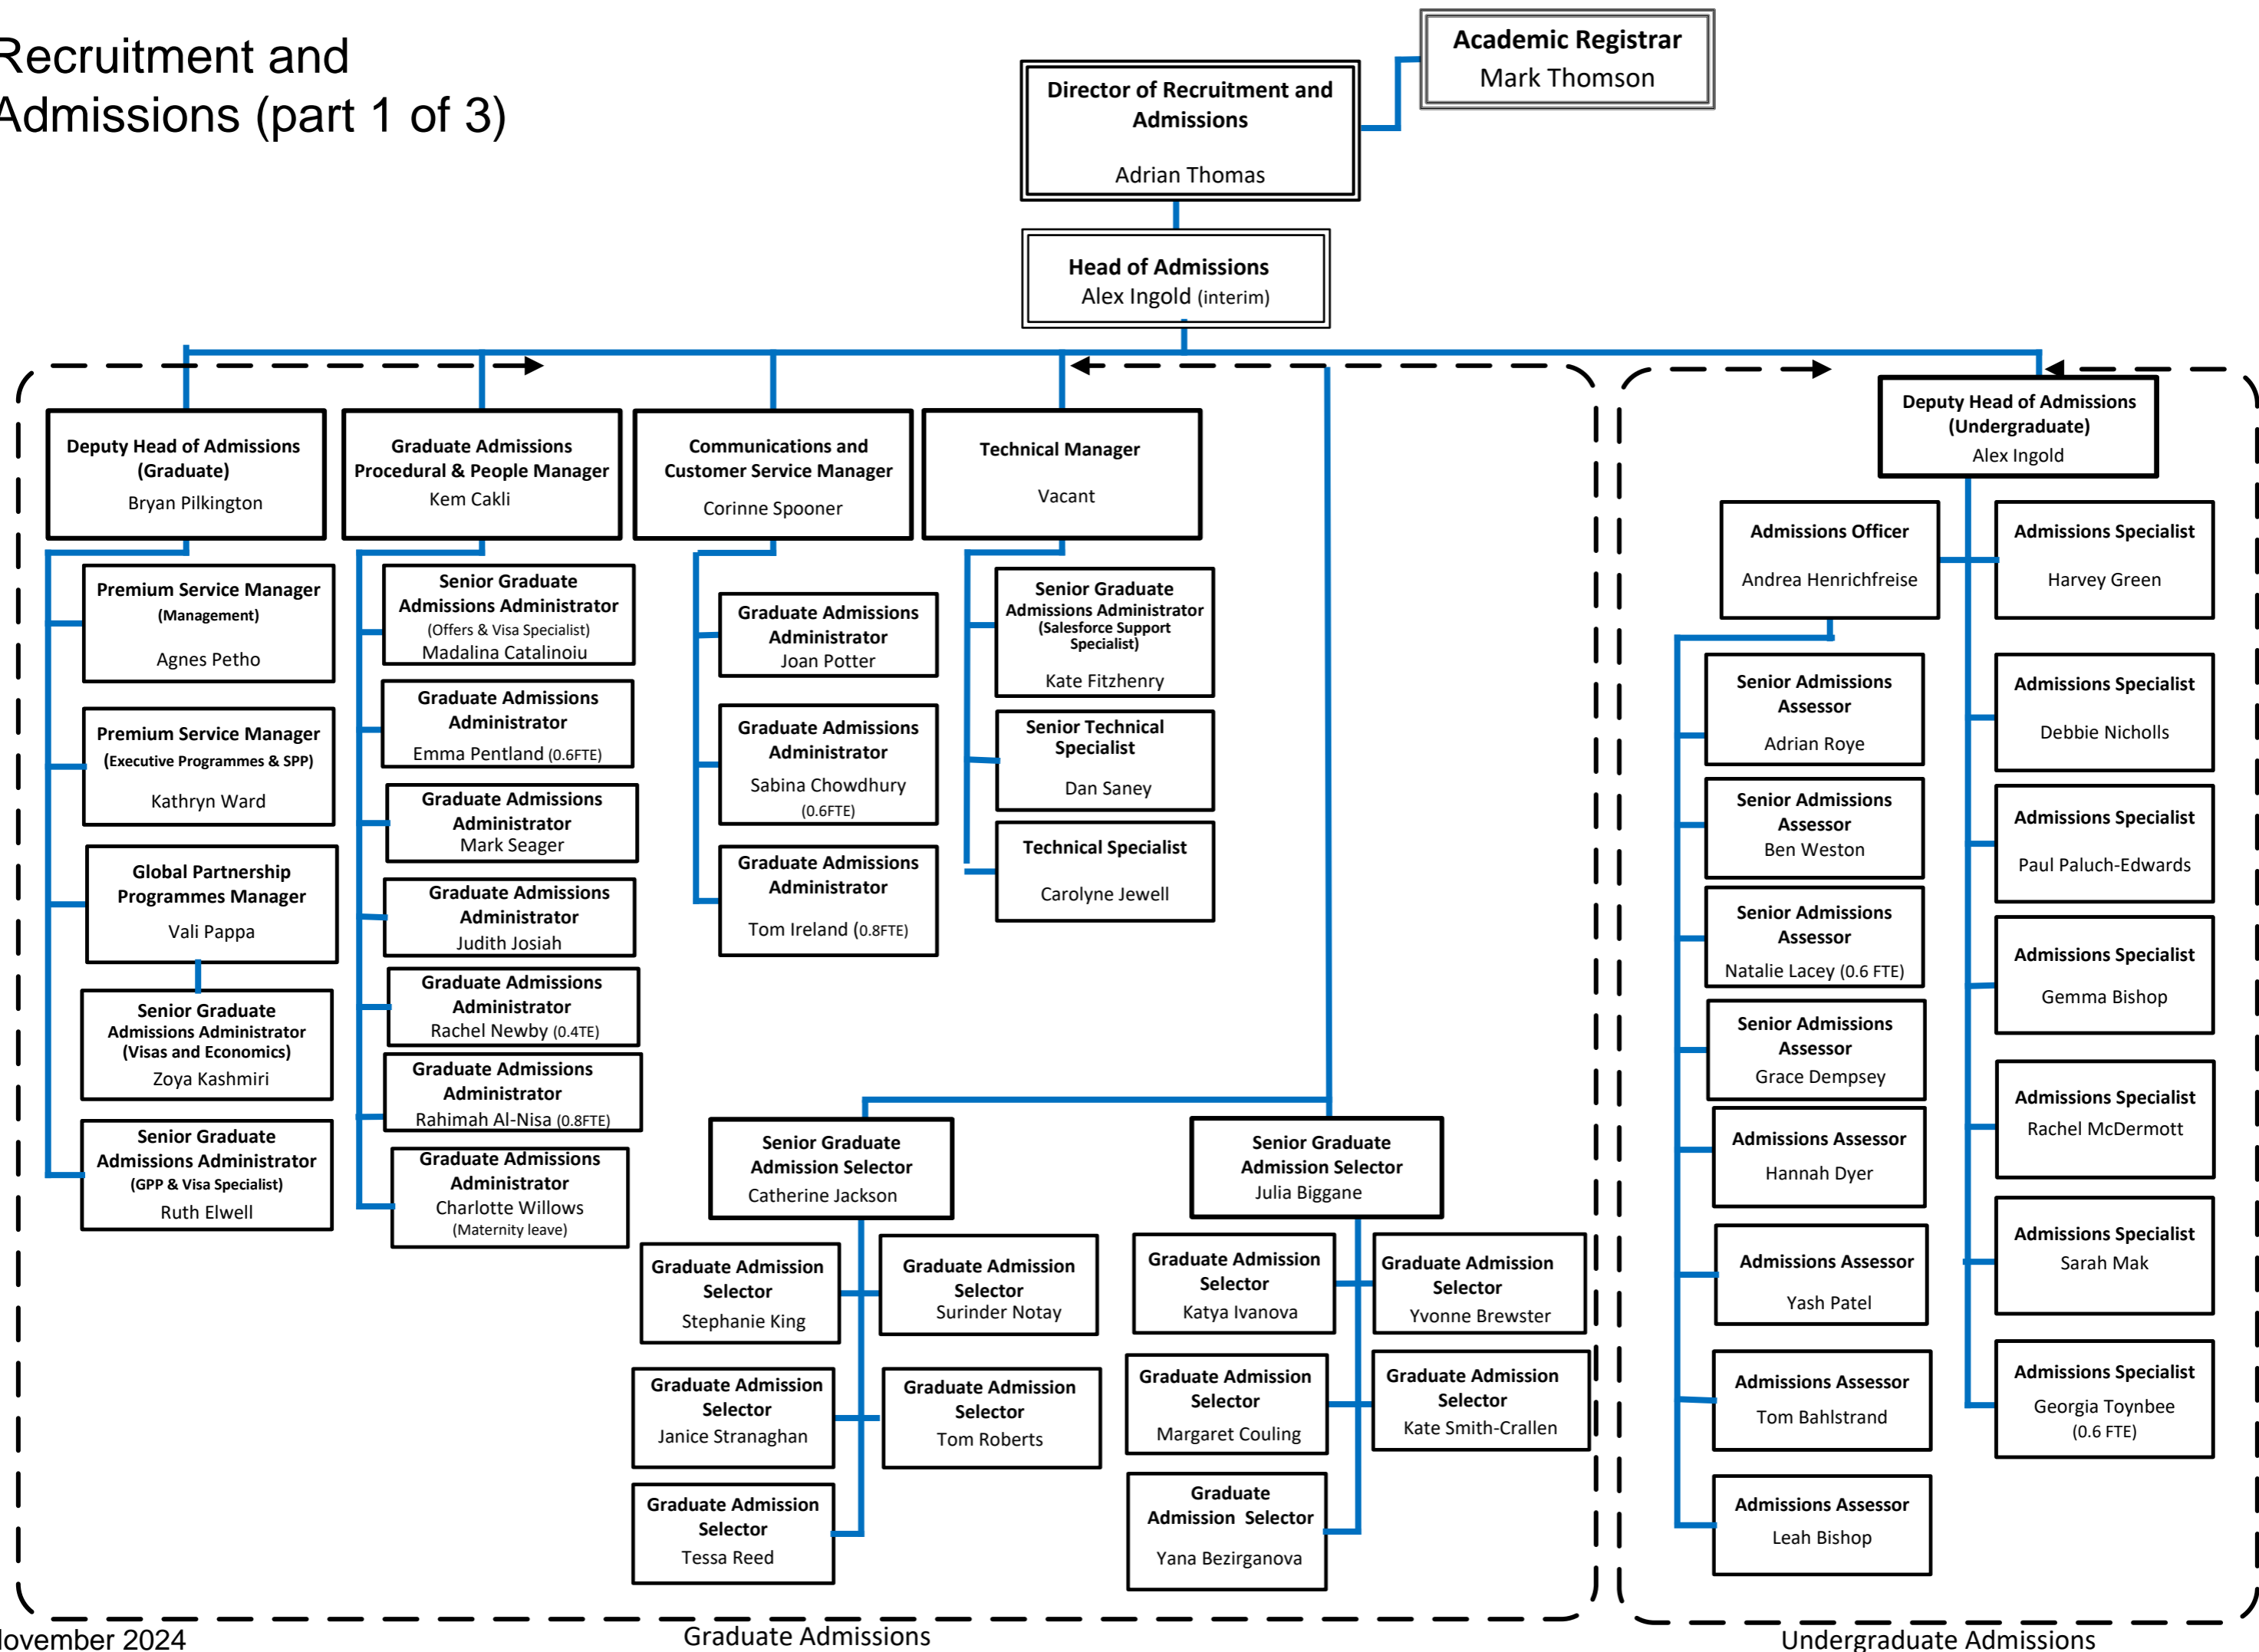 Recruitment and
Admissions (part 1 of 3)
Academic Registrar
Mark Thomson
Director of Recruitment and
Admissions
Adrian Thomas
Head of Admissions
Alex Ingold (interim)
Deputy Head of Admissions
(Graduate)
Bryan Pilkington
Premium Service Manager
(Management)
Agnes Petho
Premium Service Manager
(Executive Programmes & SPP)
Kathryn Ward
Global Partnership
Programmes Manager
Vali Pappa
Senior Graduate
Admissions Administrator
(Visas and Economics)
Zoya Kashmiri
Senior Graduate
Admissions Administrator
(GPP & Visa Specialist)
Ruth Elwell
Graduate Admissions
Procedural & People Manager
Kem Cakli
Senior Graduate
Admissions Administrator
(Offers & Visa Specialist)
Madalina Catalinoiu
Graduate Admissions
Administrator
Emma Pentland (0.6FTE)
Graduate Admissions
Administrator
Mark Seager
Graduate Admissions
Administrator
Judith Josiah
Graduate Admissions
Administrator
Rachel Newby (0.4TE)
Graduate Admissions
Administrator
Rahimah Al-Nisa (0.8FTE)
Graduate Admissions
Administrator
Charlotte Willows
(Maternity leave)
Communications and
Customer Service Manager
Corinne Spooner
Graduate Admissions
Administrator
Joan Potter
Graduate Admissions
Administrator
Sabina Chowdhury
(0.6FTE)
Graduate Admissions
Administrator
Tom Ireland (0.8FTE)
Technical Manager
Vacant
Senior Graduate
Admissions Administrator
(Salesforce Support
Specialist)
Kate Fitzhenry
Senior Technical
Specialist
Dan Saney
Technical Specialist
Carolyne Jewell
Senior Graduate
Admission Selector
Catherine Jackson
Graduate Admission
Selector
Stephanie King
Graduate Admission
Selector
Surinder Notay
Graduate Admission
Selector
Janice Stranaghan
Graduate Admission
Selector
Tom Roberts
Graduate Admission
Selector
Tessa Reed
Senior Graduate
Admission Selector
Julia Biggane
Graduate Admission
Selector
Katya Ivanova
Graduate Admission
Selector
Yvonne Brewster
Graduate Admission
Selector
Margaret Couling
Graduate Admission
Selector
Kate Smith-Crallen
Graduate
Admission Selector
Yana Bezirganova
Deputy Head of Admissions
(Undergraduate)
Alex Ingold
Admissions Officer
Andrea Henrichfreise
Senior Admissions
Assessor
Adrian Roye
Senior Admissions
Assessor
Ben Weston
Senior Admissions
Assessor
Natalie Lacey (0.6 FTE)
Senior Admissions
Assessor
Grace Dempsey
Admissions Assessor
Hannah Dyer
Admissions Assessor
Yash Patel
Admissions Assessor
Tom Bahlstrand
Admissions Assessor
Leah Bishop
Admissions Specialist
Harvey Green
Admissions Specialist
Debbie Nicholls
Admissions Specialist
Paul Paluch-Edwards
Admissions Specialist
Gemma Bishop
Admissions Specialist
Rachel McDermott
Admissions Specialist
Sarah Mak
Admissions Specialist
Georgia Toynbee
(0.6 FTE)
November 2024
Graduate Admissions
Undergraduate Admissions